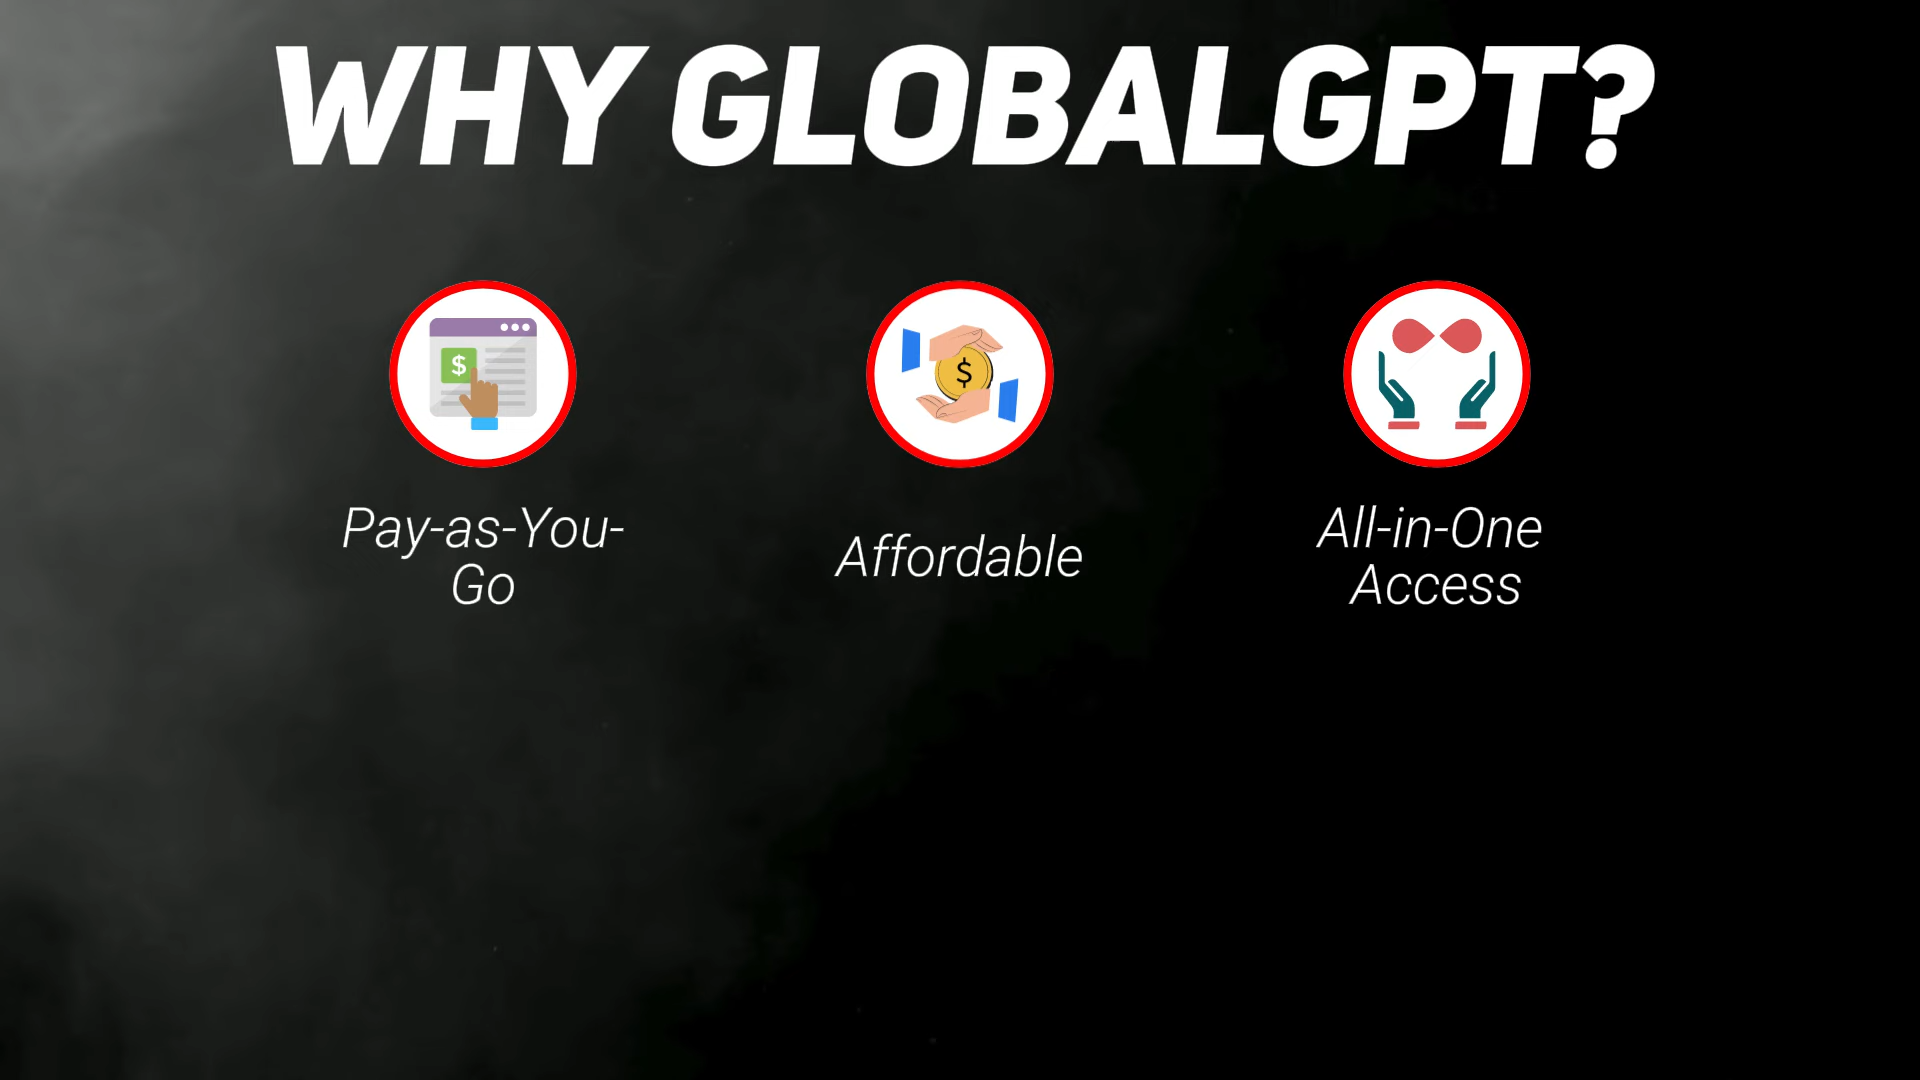 WHY GLOBALGPT?
$
$
Pay-as-You-
Go
Affordable
All-in-One
Access